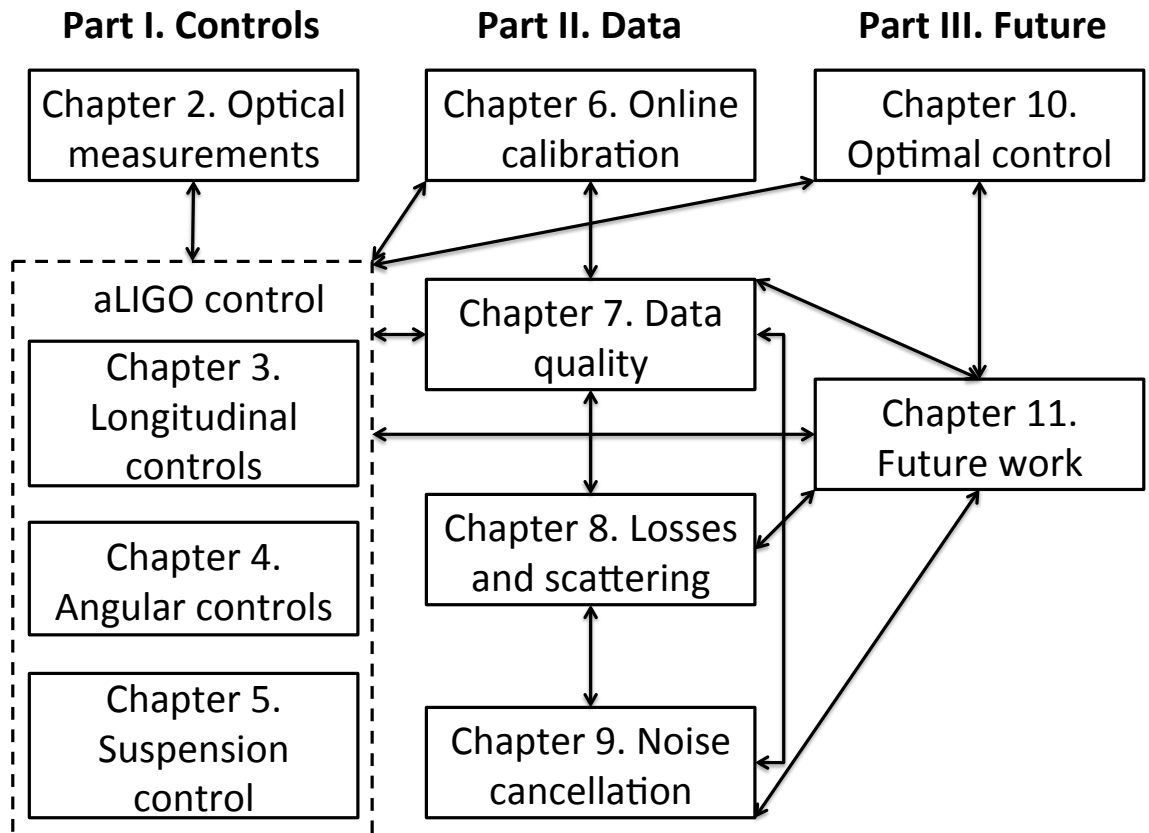 Part I. Controls
Chapter 2. Optical
measurements
aLIGO control
Chapter 3.
Longitudinal
controls
Chapter 4.
Angular controls
Chapter 5.
Suspension
control
Part II. Data
Chapter 6. Online
calibration
Chapter 7. Data
quality
Chapter 8. Losses
and scattering
Chapter 9. Noise
cancellation
Part III. Future
Chapter 10.
Optimal control
Chapter 11.
Future work